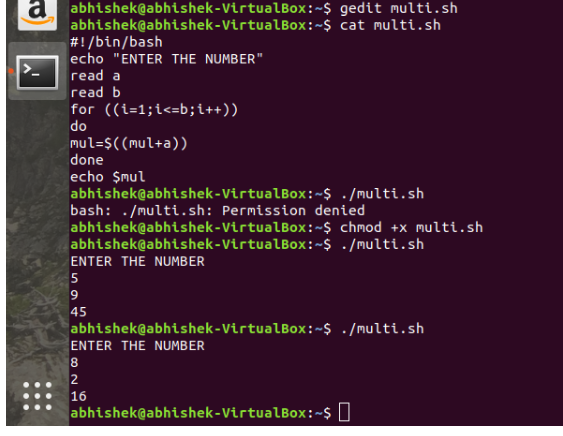 a
abhishek@abhishek-VirtualBox:~$ gedit multi.sh
abhishek@abhishek-VirtualBox:~$ cat multi.sh
#!/bin/bash
echo "ENTER THE NUMBER"
read a
read b
for ((i=1;i<=b;i++))
do
mul=$((mul+a))
done
echo $mul
abhishek@abhishek-VirtualBox:~$ ./multi.sh
bash: ./multi.sh: Permission denied
abhishek@abhishek-VirtualBox:~$ chmod +x multi.sh
abhishek@abhishek-VirtualBox:~$ ./multi.sh
ENTER THE NUMBER
5
9
45
abhishek@abhishek-VirtualBox:~$ ./multi.sh
ENTER THE NUMBER
8
2
16
abhishek@abhishek-VirtualBox:~$